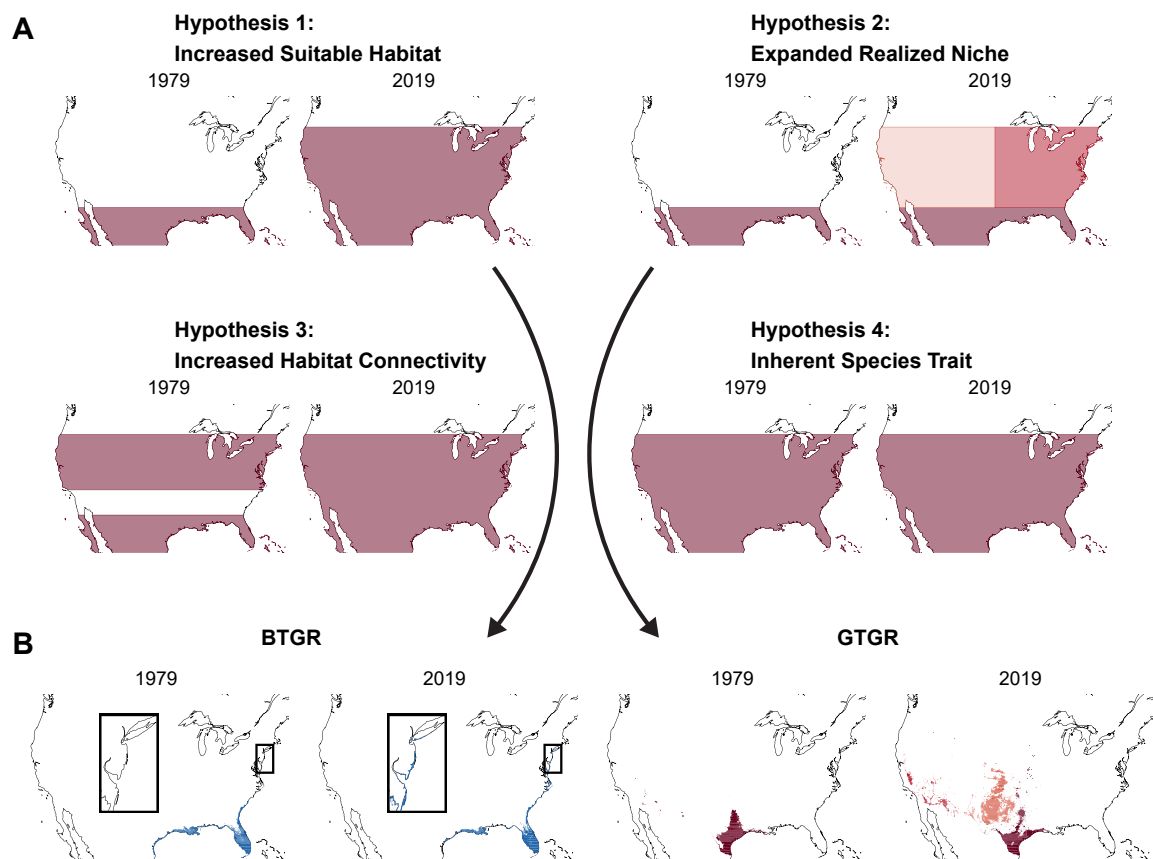 A
Hypothesis 1:
Increased Suitable Habitat
1979
2019
Hypothesis 2:
Expanded Realized Niche
1979
2019
Hypothesis 3:
Increased Habitat Connectivity
1979
2019
Hypothesis 4:
Inherent Species Trait
1979
2019
B
BTGR
1979
2019
GTGR
1979
2019